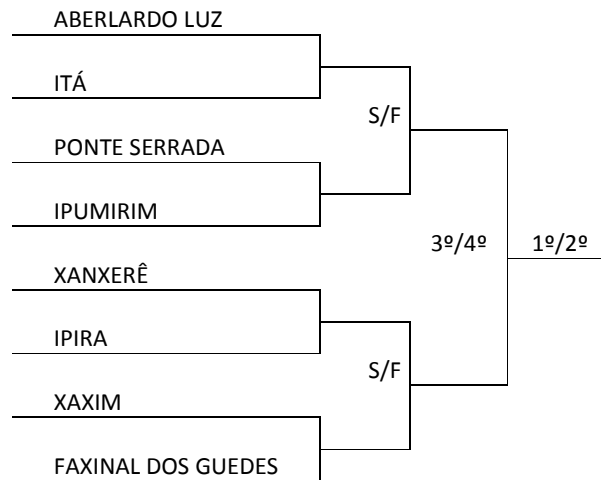 ABERLARDO LUZ
ITÁ
S/F
PONTE SERRADA
IPUMIRIM
3º/4º 1º/2º
XANXERÊ
IPIRA
S/F
XAXIM
FAXINAL DOS GUEDES